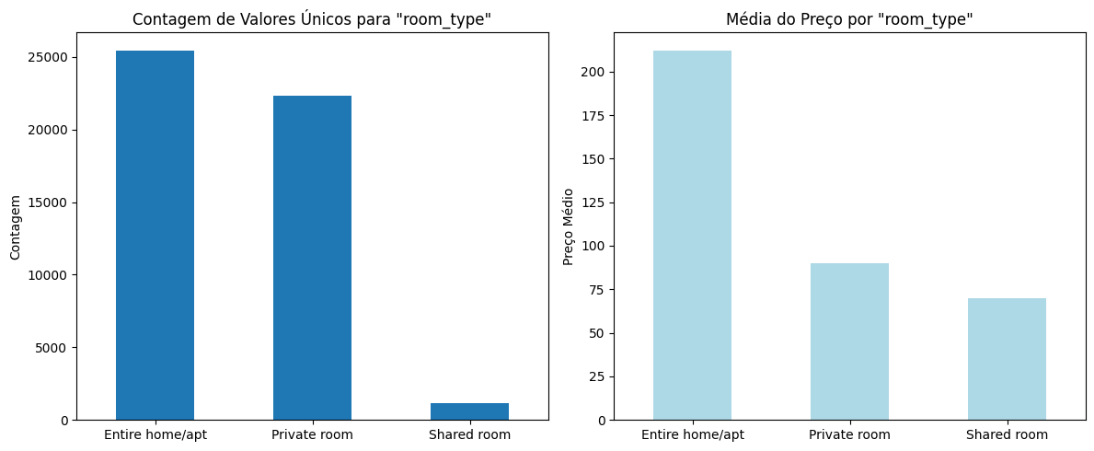 Contagem de Valores Únicos para "room_type"
Contagem
25000
20000
15000
10000
5000
0
Entire home/apt Private room Shared room
Média do Preço por "room_type"
Preço Médio
200
175
150
125
100
75
50
25
0
Entire home/apt Private room Shared room